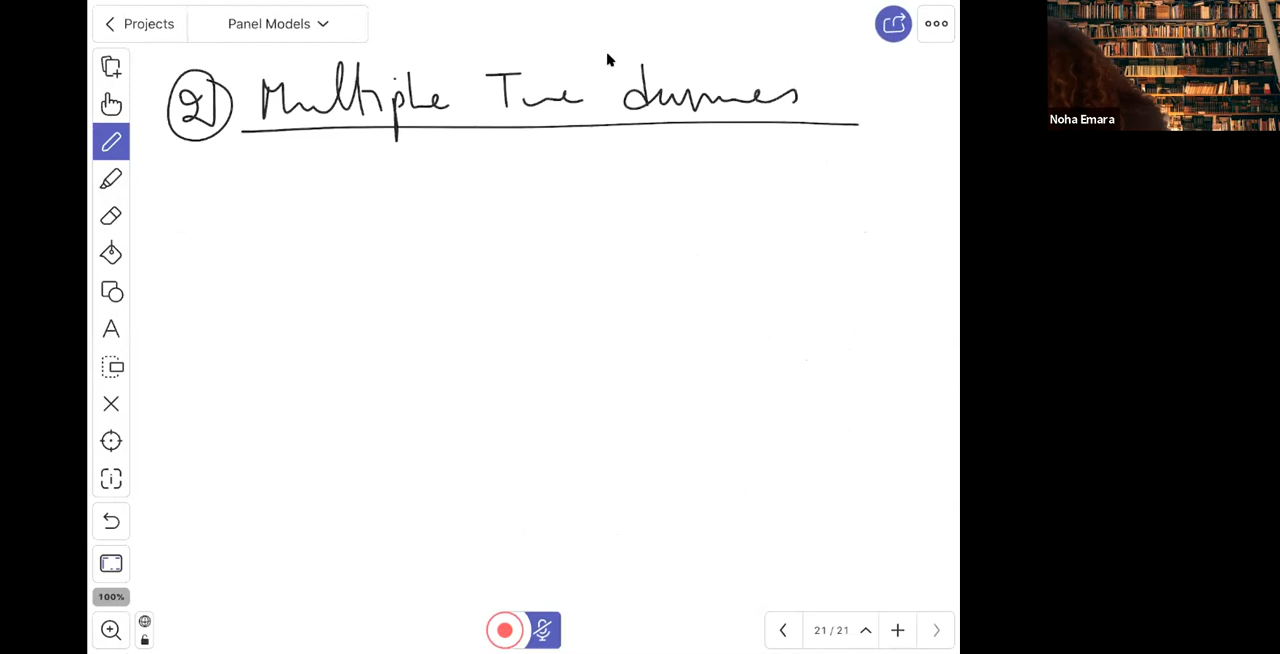 Projects
Panel Models
② Multiple Time dummies
Noha Emara
A
100%
21 / 21